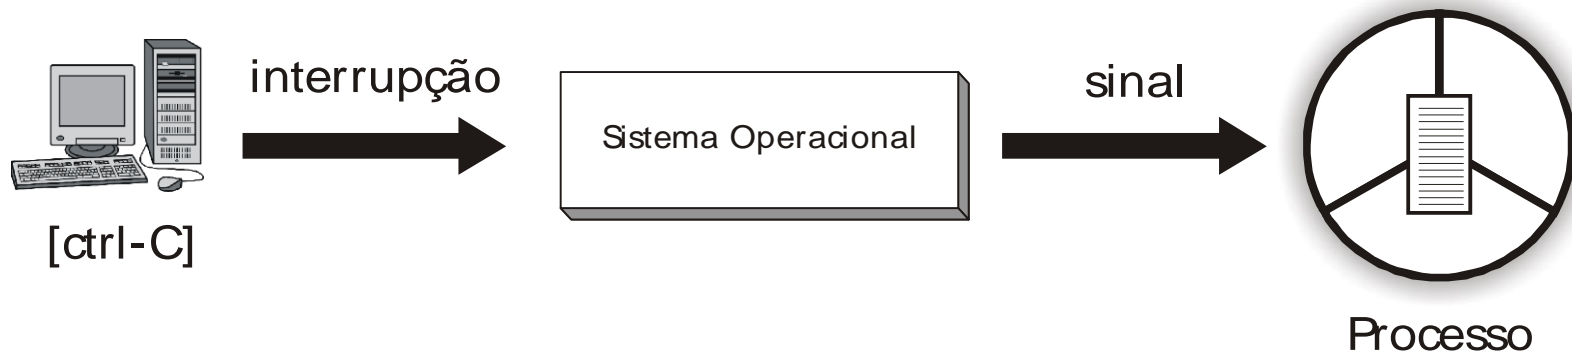 interrupção
sinal
Sistema Operacional
[ctrl-C]
Processo